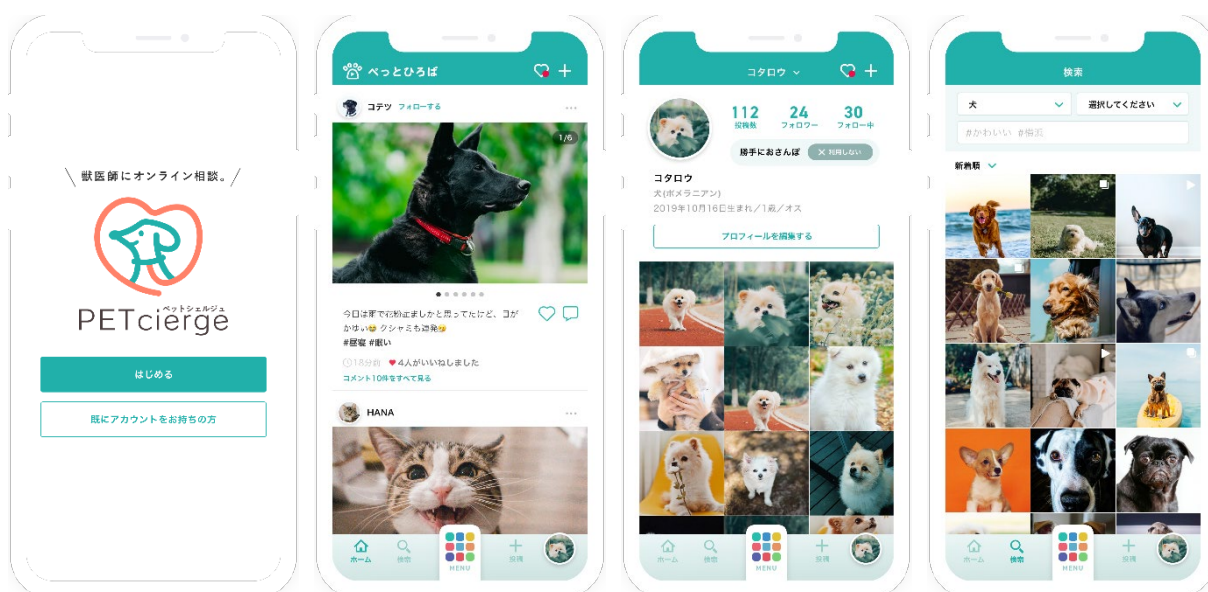 獣医師にオンライン相談。
ペットシェルジュ
PETcierge
はじめる
既にアカウントをお持ちの方
ぺっとひろば
コテツ フォローする
1/6
今日は雨で花粉止ましかと思ってたけど、目が
かゆい😂 クシャミも連発🤧
#昼寝 #眠い
18分前 ♥4人がいいねしました
コメント10件をすべて見る
HANA
ホーム
検索
MENU
投稿
コタロウ
112
投稿数
24
フォロワー
30
フォロー中
勝手におさんぽ
利用しない
コタロウ
犬(ポメラニアン)
2019年10月16日生まれ／1歳／オス
プロフィールを編集する
ホーム
検索
MENU
投稿
検索
犬
選択してください
#かわいい #柴派
新着順
ホーム
検索
MENU
投稿